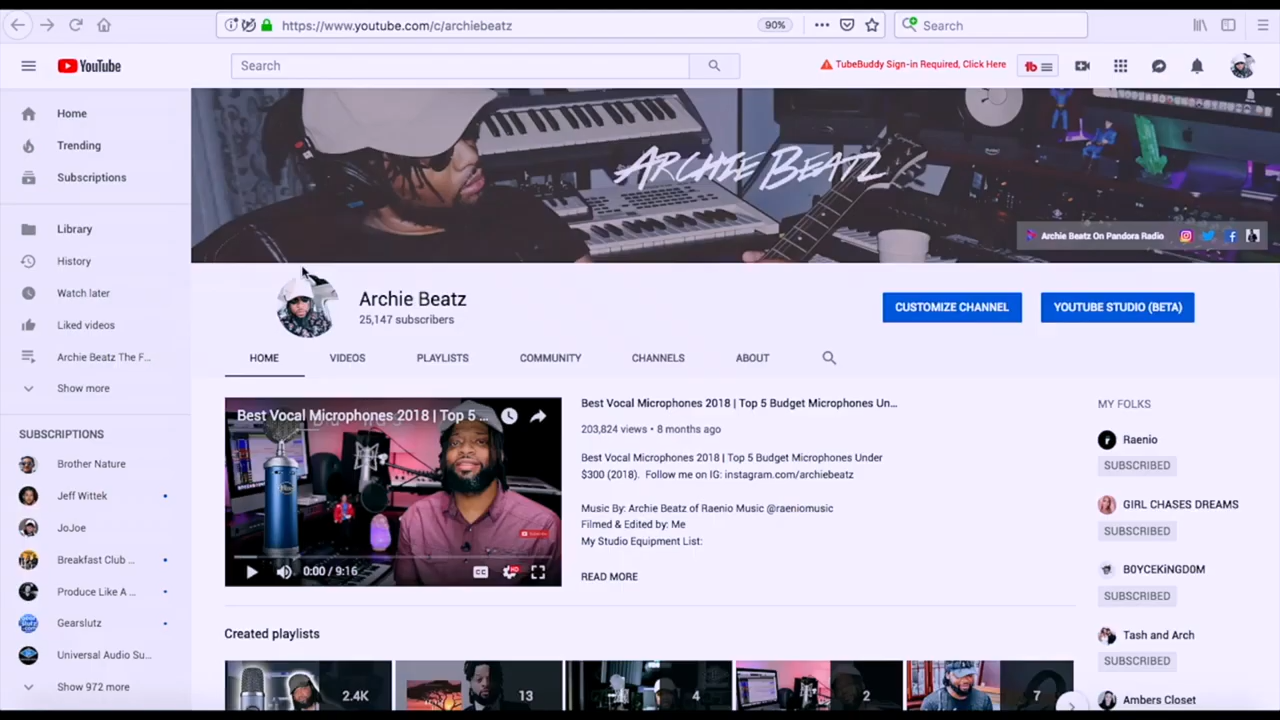 https://www.youtube.com/c/archiebeatz
90%
Search
YouTube
Search
TubeBuddy Sign-in Required, Click Here
tb
Home
Trending
Subscriptions
Library
History
Watch later
Liked videos
Archie Beatz The F...
Show more
SUBSCRIPTIONS
Brother Nature
Jeff Wittek
JoJoe
Breakfast Club ...
Produce Like A ...
Gearslutz
Universal Audio Su...
Show 972 more
ARCHIE BEATZ
Archie Beatz On Pandora Radio
Archie Beatz
25,147 subscribers
CUSTOMIZE CHANNEL
YOUTUBE STUDIO (BETA)
HOME
VIDEOS
PLAYLISTS
COMMUNITY
CHANNELS
ABOUT
Best Vocal Microphones 2018 | Top 5 ...
0:00 / 9:16
CC
HD
Best Vocal Microphones 2018 | Top 5 Budget Microphones Un...
203,824 views • 8 months ago
Best Vocal Microphones 2018 | Top 5 Budget Microphones Under
$300 (2018). Follow me on IG: instagram.com/archiebeatz
Music By: Archie Beatz of Raenio Music @raeniomusic
Filmed & Edited by: Me
My Studio Equipment List:
READ MORE
Created playlists
2.4K
13
4
2
7
MY FOLKS
Raenio
SUBSCRIBED
GIRL CHASES DREAMS
SUBSCRIBED
B0YCEKiNGD0M
SUBSCRIBED
Tash and Arch
SUBSCRIBED
Ambers Closet